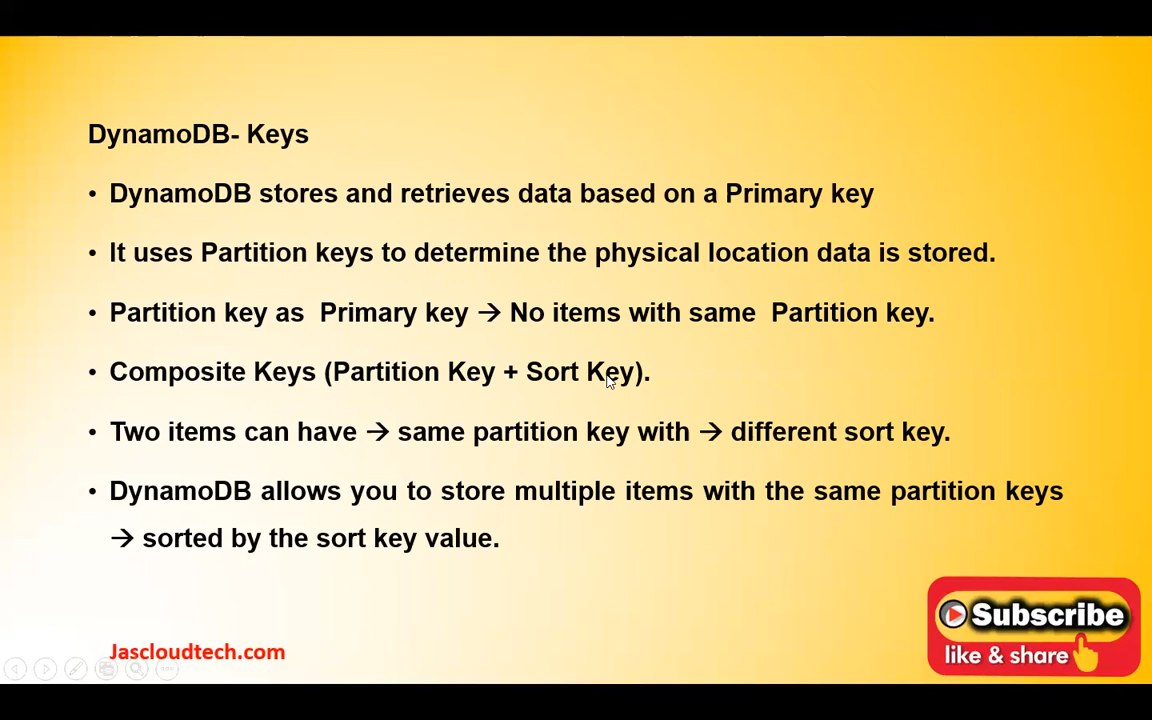 DynamoDB- Keys
• DynamoDB stores and retrieves data based on a Primary key
• It uses Partition keys to determine the physical location data is stored.
• Partition key as  Primary key → No items with same  Partition key.
• Composite Keys (Partition Key + Sort Key).
• Two items can have → same partition key with → different sort key.
• DynamoDB allows you to store multiple items with the same partition keys
→ sorted by the sort key value.
Subscribe
like & share
Jascloudtech.com